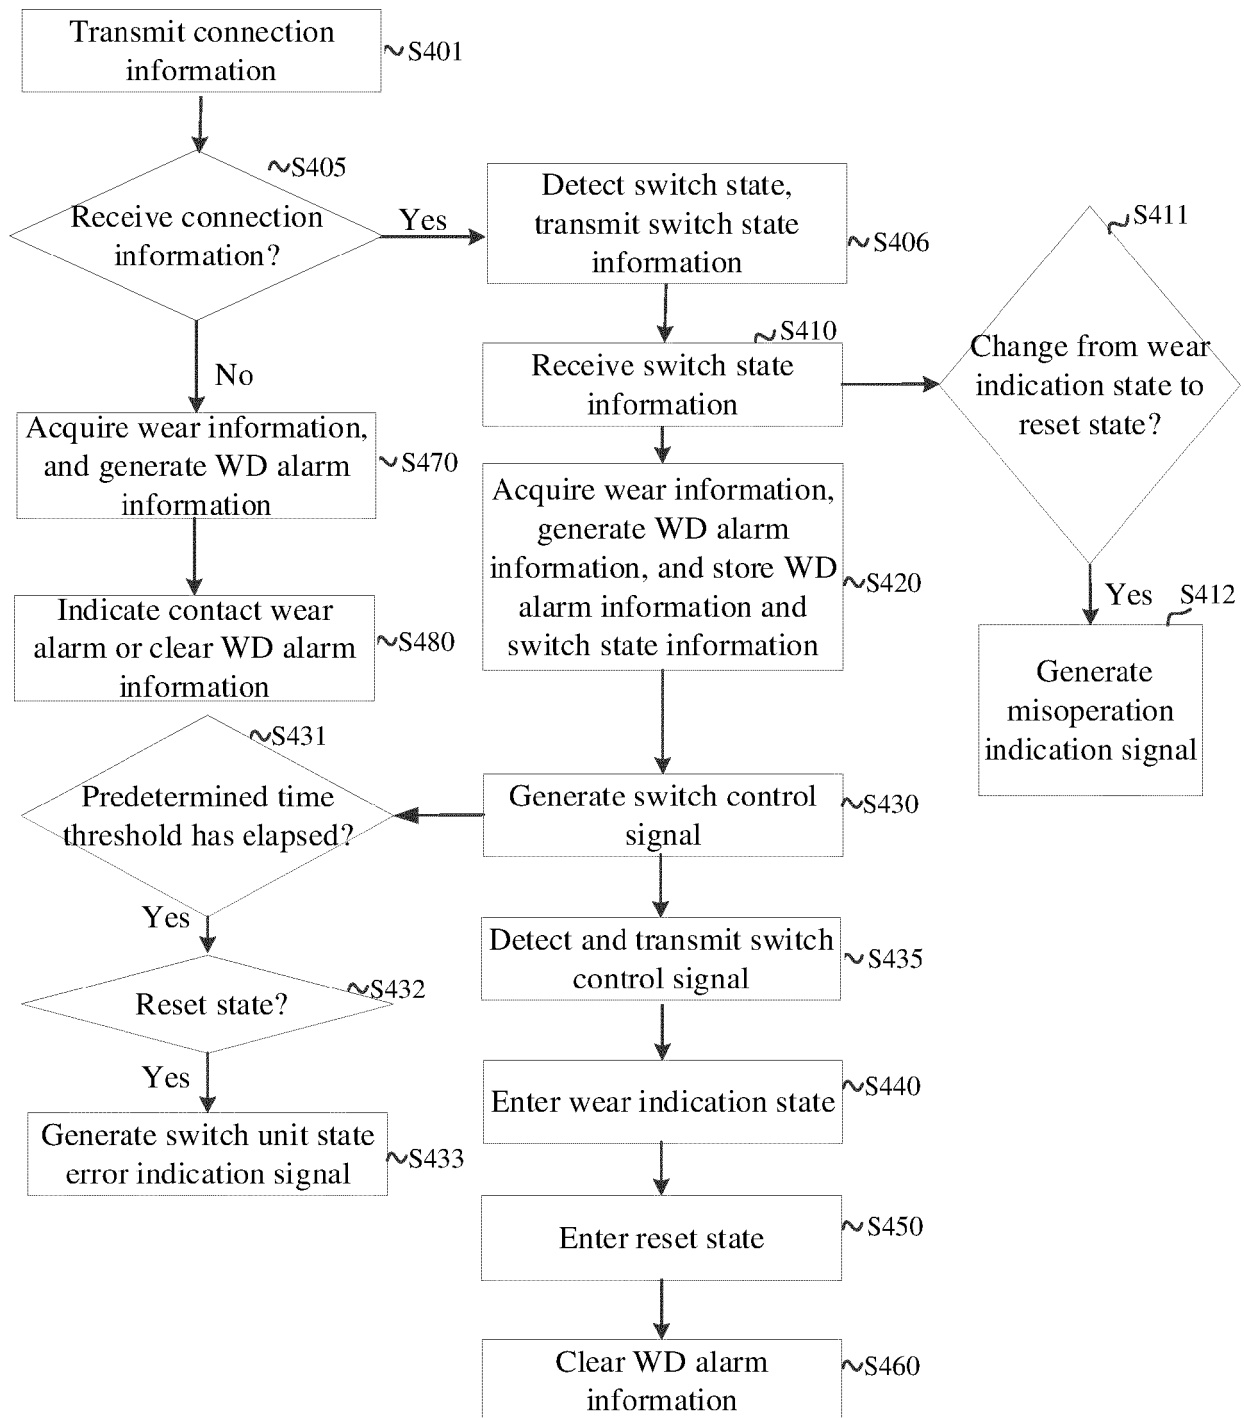 Transmit connection
information
S401
S405
Receive connection
information?
Yes
No
Detect switch state,
transmit switch state
information
S406
S410
Receive switch state
information
S411
Change from wear
indication state to
reset state?
Yes
S412
Generate
misoperation
indication signal
Acquire wear information,
and generate WD alarm
information
S470
Indicate contact wear
alarm or clear WD alarm
information
S480
Acquire wear information,
generate WD alarm
information, and store WD
alarm information and
switch state information
S420
S431
Predetermined time
threshold has elapsed?
Yes
Generate switch control
signal
S430
Reset state?
S432
Yes
Detect and transmit switch
control signal
S435
Generate switch unit state
error indication signal
S433
Enter wear indication state
S440
Enter reset state
S450
Clear WD alarm
information
S460